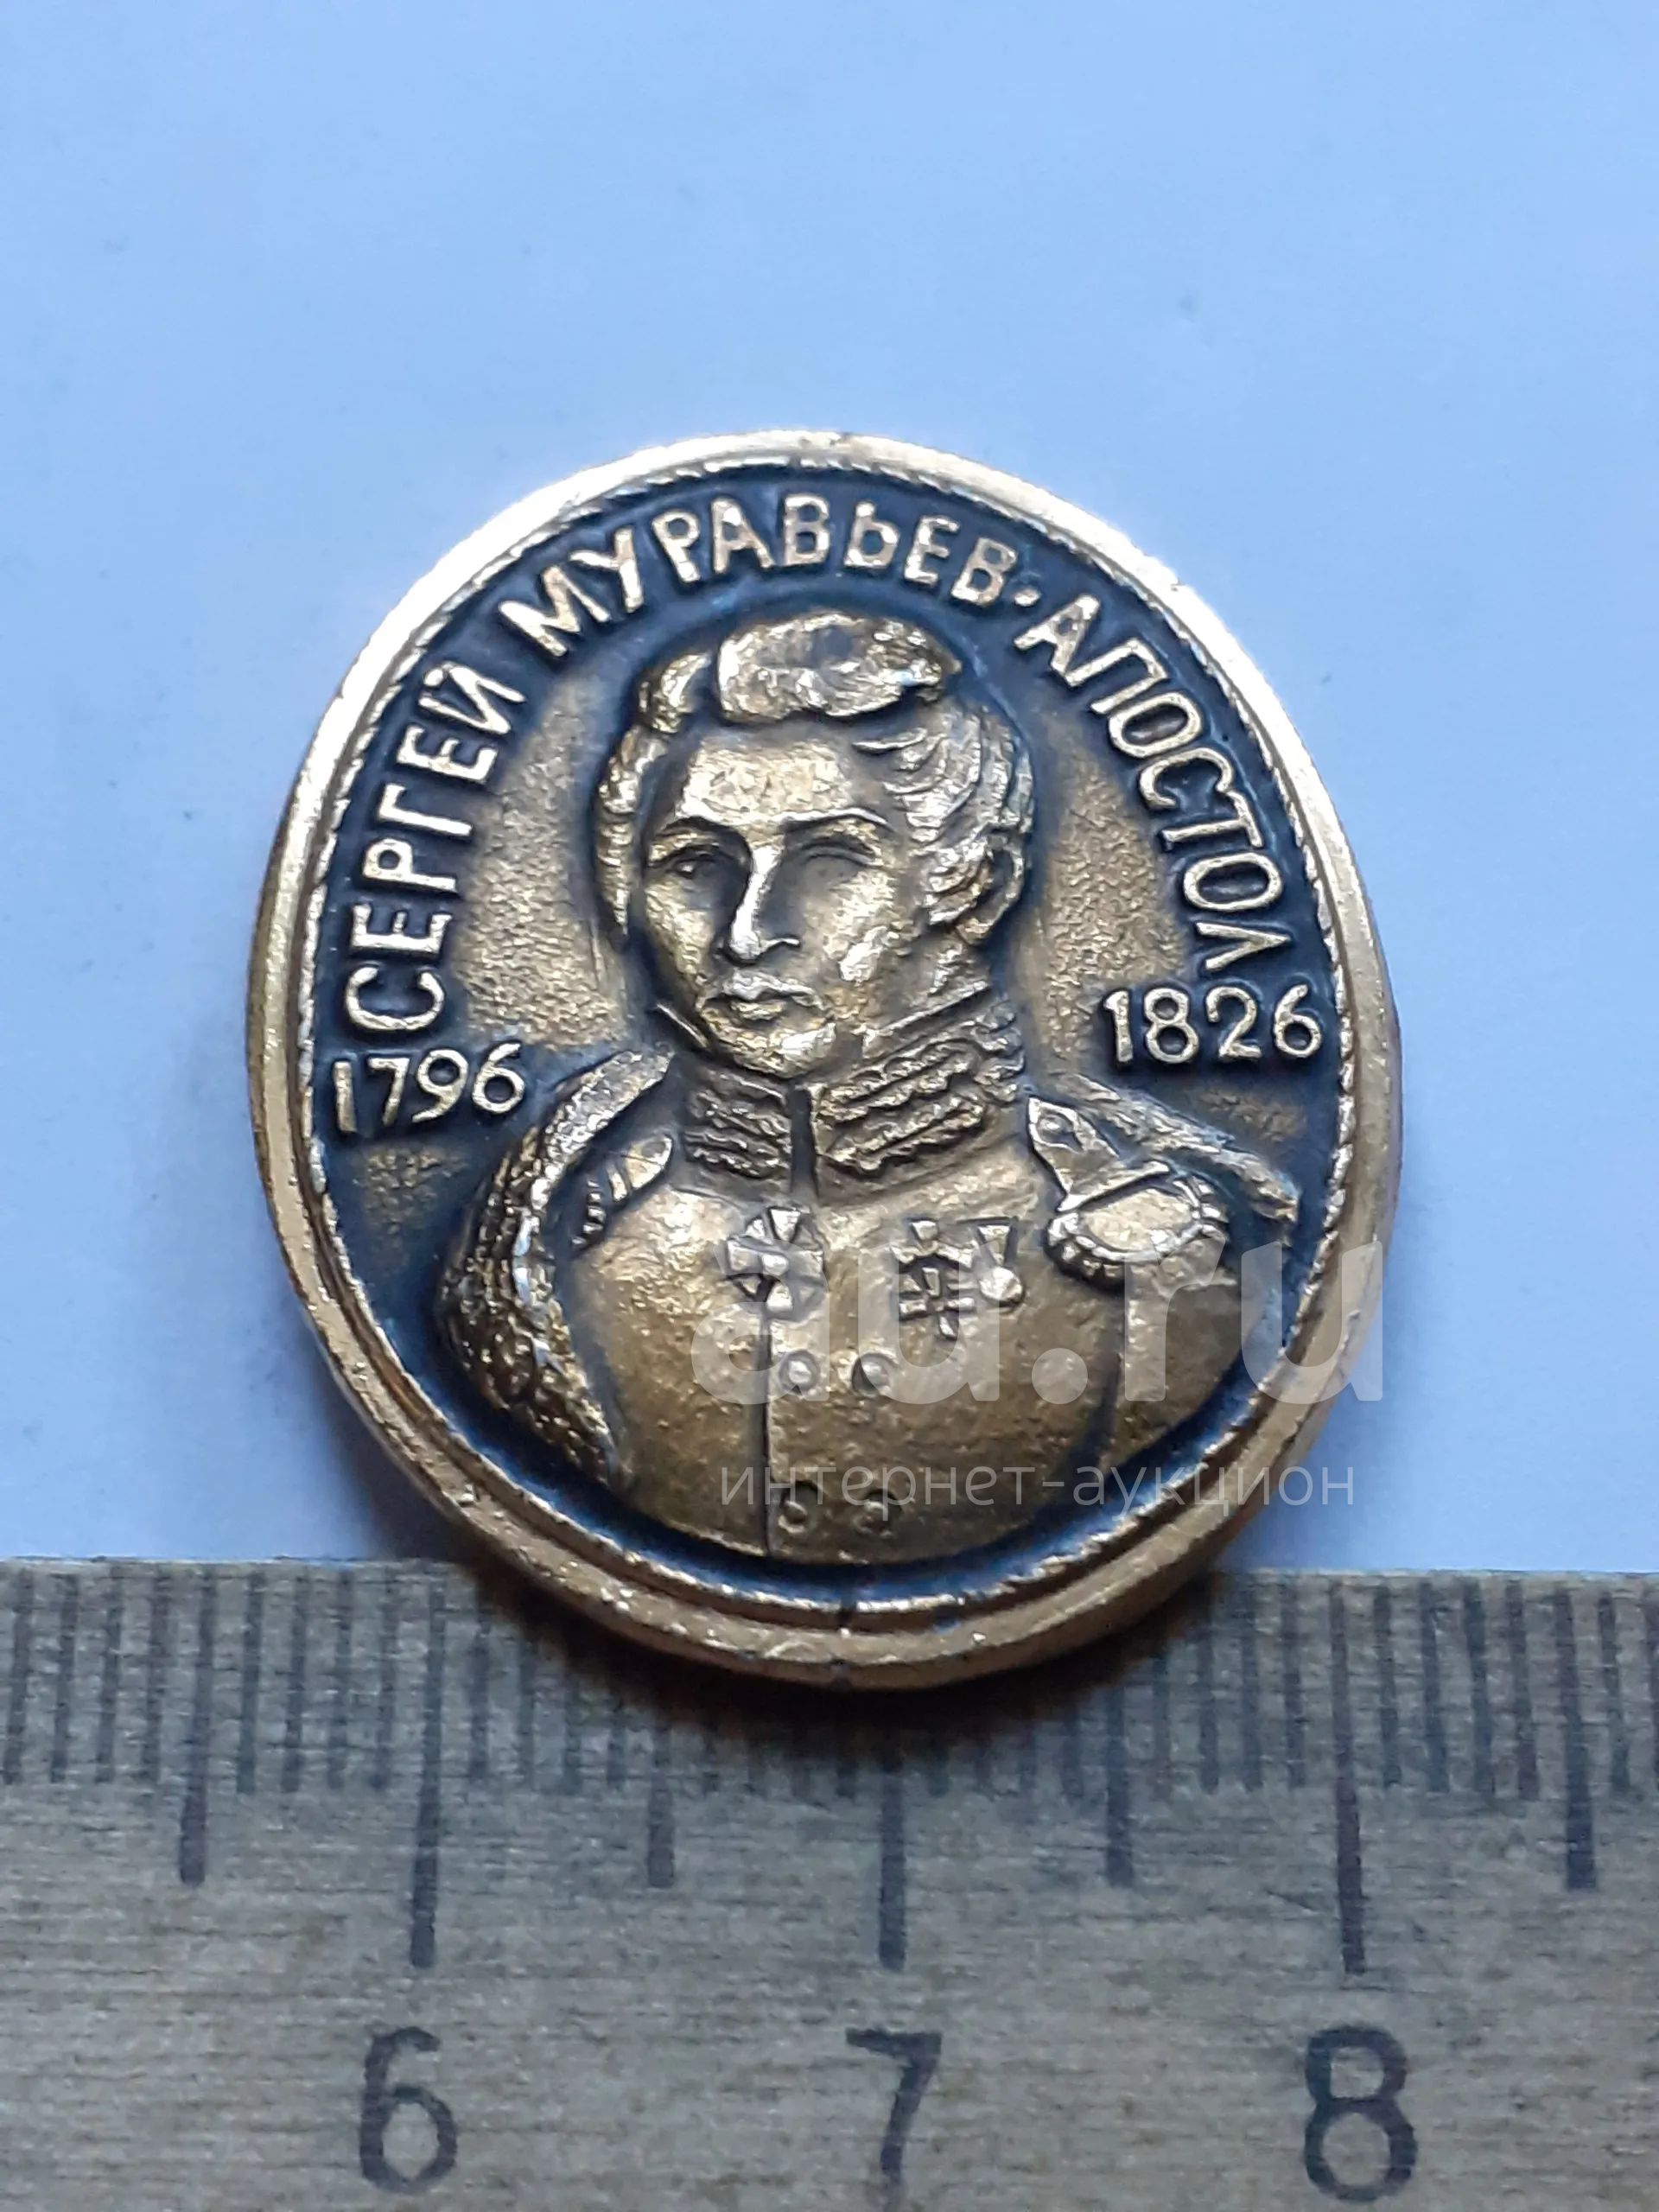 СЕРГЕЙ МУРАВЬЕВ-АПОСТОЛ
1796
1826
au.ru
интернет-аукцион
6 7 8